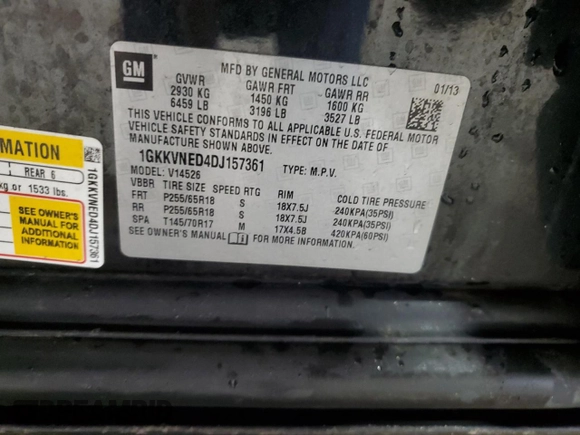 GM
MFD BY GENERAL MOTORS LLC
01/13
GVWR GAWR FRT GAWR RR
2930 KG 1450 KG 1600 KG
6459 LB 3196 LB 3527 LB
THIS VEHICLE CONFORMS TO ALL APPLICABLE U.S. FEDERAL MOTOR
VEHICLE SAFETY STANDARDS IN EFFECT ON THE DATE OF
MANUFACTURE SHOWN ABOVE.
1GKKVNED4DJ157361 TYPE: M.P.V.
MODEL: V14526
VBBR TIRE SIZE SPEED RTG RIM COLD TIRE PRESSURE
FRT P255/65R18 S 18X7.5J 240KPA(35PSI)
RR P255/65R18 S 18X7.5J 240KPA(35PSI)
SPA T145/70R17 M 17X4.5B 420KPA(60PSI)
SEE OWNER'S MANUAL FOR MORE INFORMATION.
MATION
REAR 6
kg or 1533 lbs.
SEE OWNER'S
MANUAL FOR
ADDITIONAL
INFORMATION
1GKKVNED4DJ157361